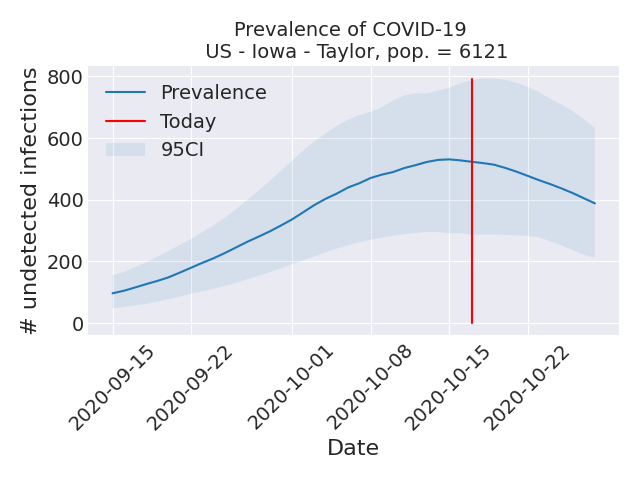 Prevalence of COVID-19
US - Iowa - Taylor, pop. = 6121
# undetected infections
800
600
400
200
0
Prevalence
Today
95CI
2020-09-15
2020-09-22
2020-10-01
2020-10-08
2020-10-15
2020-10-22
Date